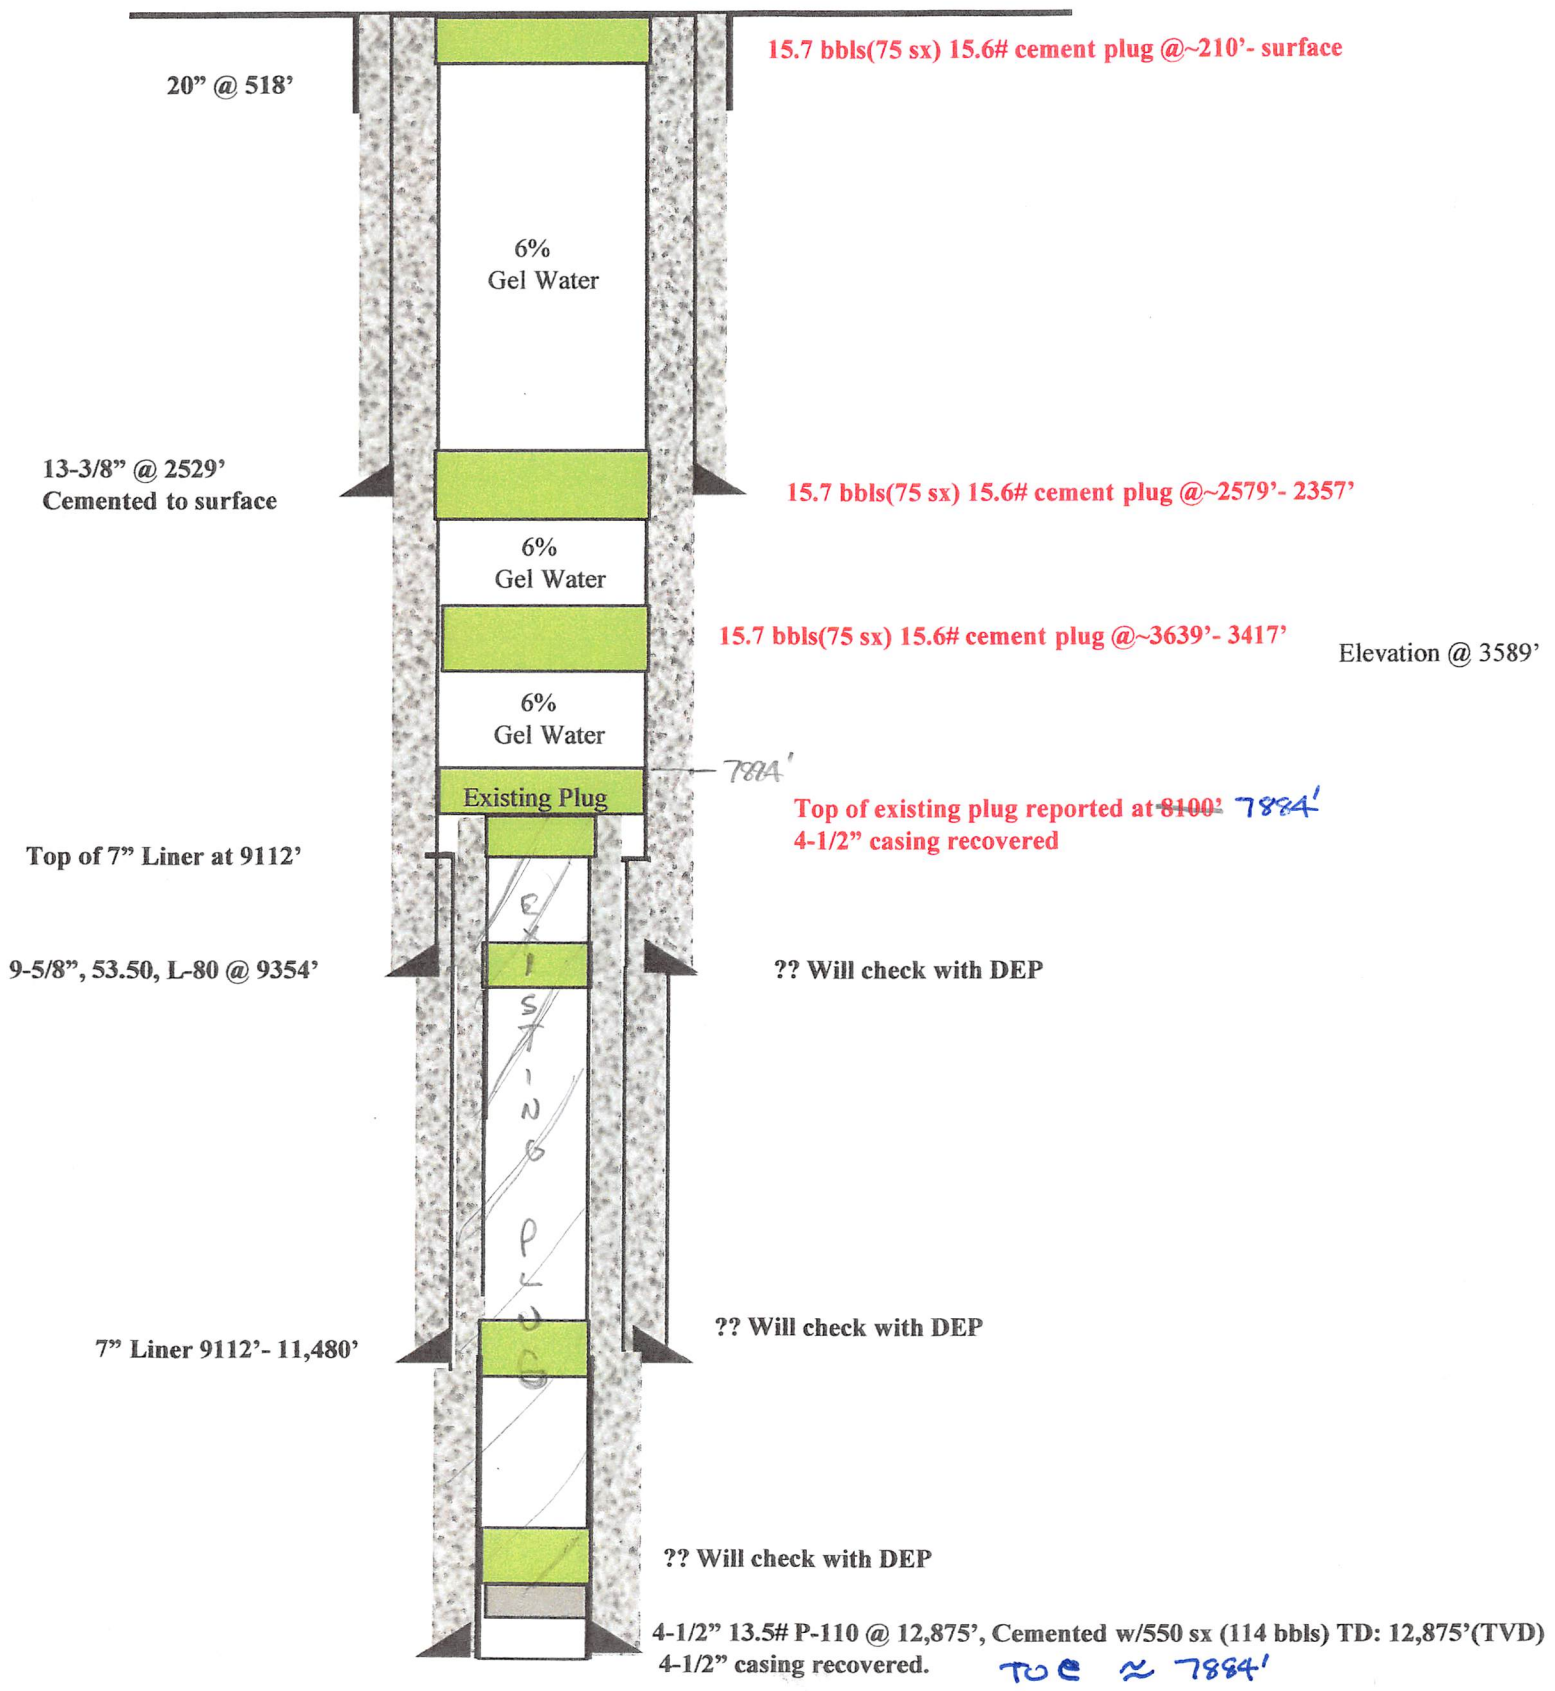 15.7 bbls(75 sx) 15.6# cement plug @~210’- surface
20” @ 518’
6%
Gel Water
13-3/8” @ 2529’
Cemented to surface
15.7 bbls(75 sx) 15.6# cement plug @~2579’- 2357’
6%
Gel Water
15.7 bbls(75 sx) 15.6# cement plug @~3639’- 3417’
Elevation @ 3589’
6%
Gel Water
7884'
Existing Plug
Top of existing plug reported at 8100’ 7884'
4-1/2” casing recovered
Top of 7” Liner at 9112’
EXISTING PLUG
9-5/8”, 53.50, L-80 @ 9354’
?? Will check with DEP
?? Will check with DEP
7” Liner 9112’- 11,480’
?? Will check with DEP
4-1/2” 13.5# P-110 @ 12,875’, Cemented w/550 sx (114 bbls) TD: 12,875’(TVD)
4-1/2” casing recovered.
TOC ≈ 7884'